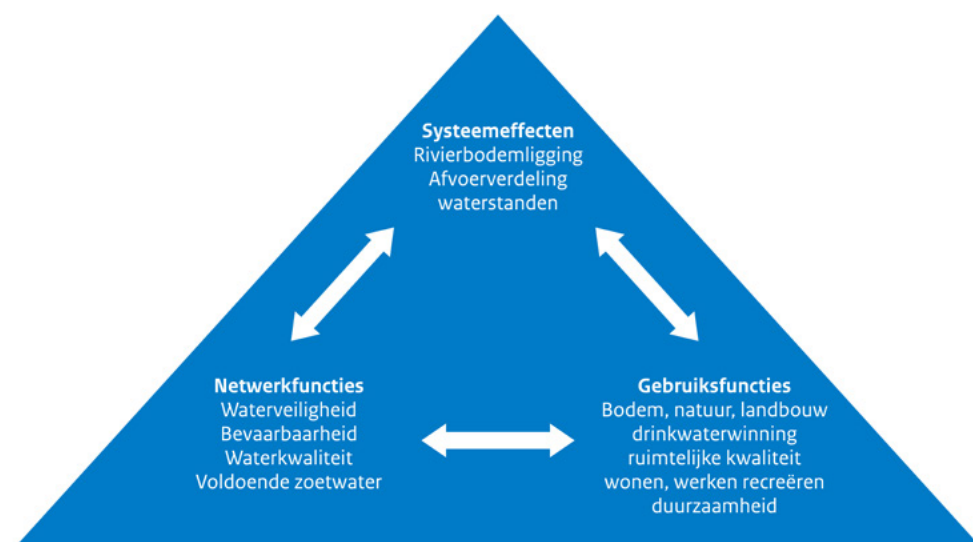 Systeemeffecten
Rivierbodemligging
Afvoerverdeling
waterstanden
Netwerkfuncties
Waterveiligheid
Bevaarbaarheid
Waterkwaliteit
Voldoende zoetwater
Gebruiksfuncties
Bodem, natuur, landbouw
drinkwaterwinning
ruimtelijke kwaliteit
wonen, werken recreëren
duurzaamheid